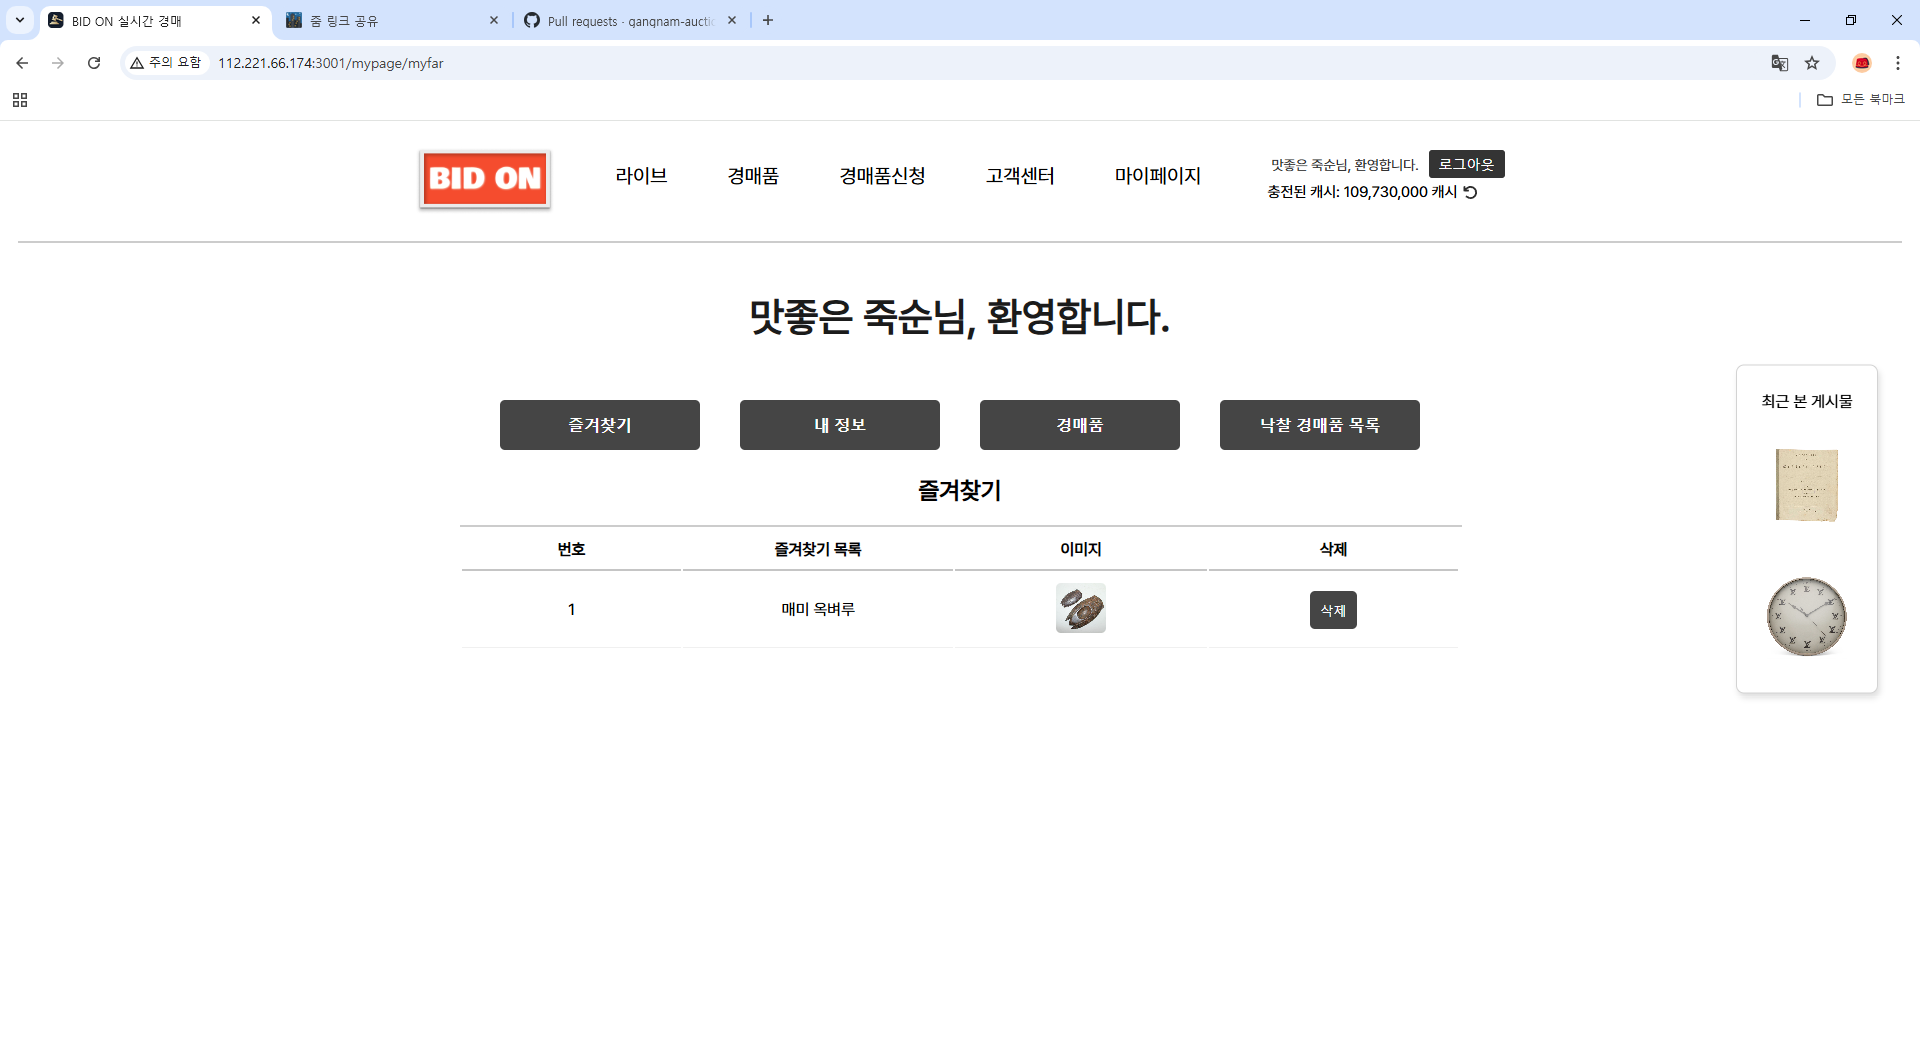 BID ON 실시간 경매
줌 링크 공유
Pull requests · gangnam-auctio
주의 요함
112.221.66.174:3001/mypage/myfar
모든 북마크
BID ON
라이브
경매품
경매품신청
고객센터
마이페이지
맛좋은 죽순님, 환영합니다.
로그아웃
충전된 캐시: 109,730,000 캐시
맛좋은 죽순님, 환영합니다.
즐겨찾기
내 정보
경매품
낙찰 경매품 목록
최근 본 게시물
즐겨찾기
번호
즐겨찾기 목록
이미지
삭제
1
매미 옥벼루
삭제